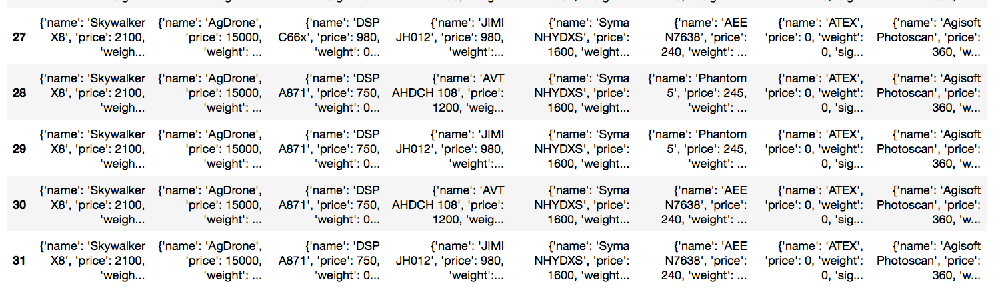 27
{'name': 'Skywalker
X8', 'price': 2100,
'weigh...
{'name': 'AgDrone',
'price': 15000,
'weight': ...
{'name': 'DSP
C66x', 'price': 980,
'weight': 0...
{'name': 'JIMI
JH012', 'price': 980,
'weight':...
{'name': 'Syma
NHYDXS', 'price':
1600, 'weight...
{'name': 'AEE
N7638', 'price':
240, 'weight': ...
{'name': 'ATEX',
'price': 0, 'weight':
0, 'sig...
{'name': 'Agisoft
Photoscan', 'price':
360, 'w...
28
{'name': 'Skywalker
X8', 'price': 2100,
'weigh...
{'name': 'AgDrone',
'price': 15000,
'weight': ...
{'name': 'DSP
A871', 'price': 750,
'weight': 0...
{'name': 'AVT
AHDCH 108', 'price':
1200, 'weig...
{'name': 'Syma
NHYDXS', 'price':
1600, 'weight...
{'name': 'Phantom
5', 'price': 245,
'weight': ...
{'name': 'ATEX',
'price': 0, 'weight':
0, 'sig...
{'name': 'Agisoft
Photoscan', 'price':
360, 'w...
29
{'name': 'Skywalker
X8', 'price': 2100,
'weigh...
{'name': 'AgDrone',
'price': 15000,
'weight': ...
{'name': 'DSP
A871', 'price': 750,
'weight': 0...
{'name': 'JIMI
JH012', 'price': 980,
'weight':...
{'name': 'Syma
NHYDXS', 'price':
1600, 'weight...
{'name': 'Phantom
5', 'price': 245,
'weight': ...
{'name': 'ATEX',
'price': 0, 'weight':
0, 'sig...
{'name': 'Agisoft
Photoscan', 'price':
360, 'w...
30
{'name': 'Skywalker
X8', 'price': 2100,
'weigh...
{'name': 'AgDrone',
'price': 15000,
'weight': ...
{'name': 'DSP
A871', 'price': 750,
'weight': 0...
{'name': 'AVT
AHDCH 108', 'price':
1200, 'weig...
{'name': 'Syma
NHYDXS', 'price':
1600, 'weight...
{'name': 'AEE
N7638', 'price':
240, 'weight': ...
{'name': 'ATEX',
'price': 0, 'weight':
0, 'sig...
{'name': 'Agisoft
Photoscan', 'price':
360, 'w...
31
{'name': 'Skywalker
X8', 'price': 2100,
'weigh...
{'name': 'AgDrone',
'price': 15000,
'weight': ...
{'name': 'DSP
A871', 'price': 750,
'weight': 0...
{'name': 'JIMI
JH012', 'price': 980,
'weight':...
{'name': 'Syma
NHYDXS', 'price':
1600, 'weight...
{'name': 'AEE
N7638', 'price':
240, 'weight': ...
{'name': 'ATEX',
'price': 0, 'weight':
0, 'sig...
{'name': 'Agisoft
Photoscan', 'price':
360, 'w...